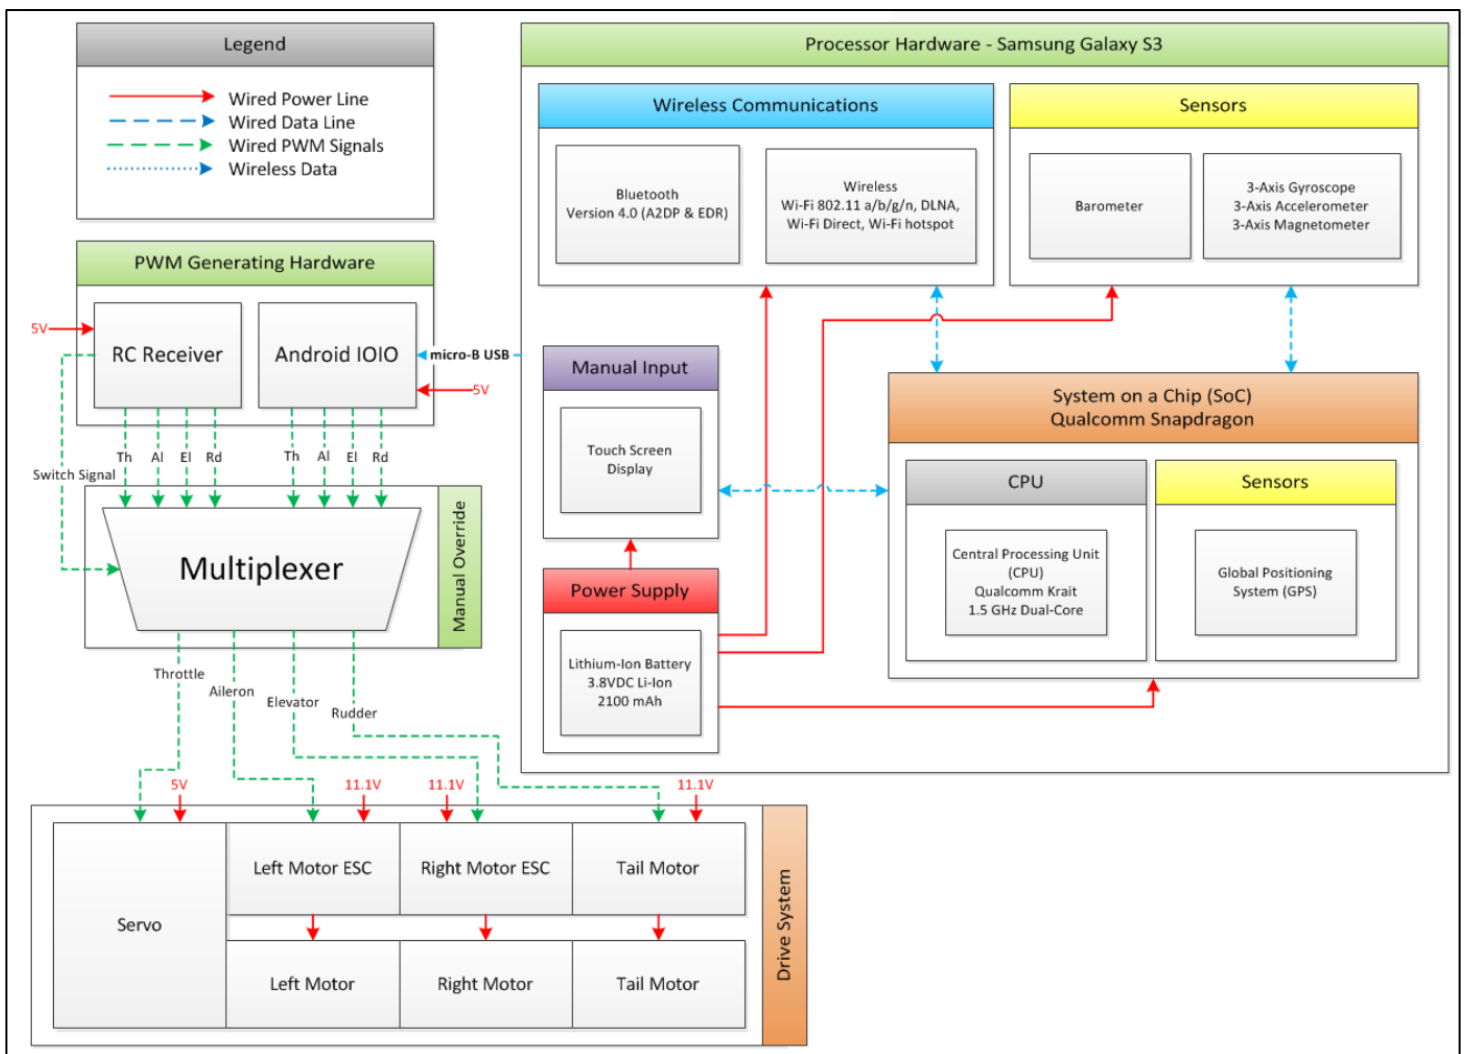 Legend
Wired Power Line
Wired Data Line
Wired PWM Signals
Wireless Data
Processor Hardware - Samsung Galaxy S3
Wireless Communications
Bluetooth
Version 4.0 (A2DP & EDR)
Wireless
Wi-Fi 802.11 a/b/g/n, DLNA,
Wi-Fi Direct, Wi-Fi hotspot
Sensors
Barometer
3-Axis Gyroscope
3-Axis Accelerometer
3-Axis Magnetometer
PWM Generating Hardware
5V
RC Receiver
Android IOIO
micro-B USB
5V
Th
Al
El
Rd
Th
Al
El
Rd
Switch Signal
Multiplexer
Manual Override
Manual Input
Touch Screen
Display
Power Supply
Lithium-Ion Battery
3.8VDC Li-Ion
2100 mAh
System on a Chip (SoC)
Qualcomm Snapdragon
CPU
Central Processing Unit
(CPU)
Qualcomm Krait
1.5 GHz Dual-Core
Sensors
Global Positioning
System (GPS)
Throttle
Aileron
Elevator
Rudder
5V
11.1V
11.1V
11.1V
Servo
Left Motor ESC
Right Motor ESC
Tail Motor
Left Motor
Right Motor
Tail Motor
Drive System